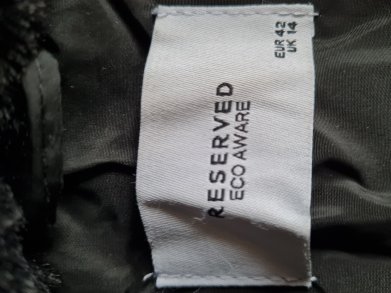 RESERVED
ECO AWARE
EUR 42
UK 14